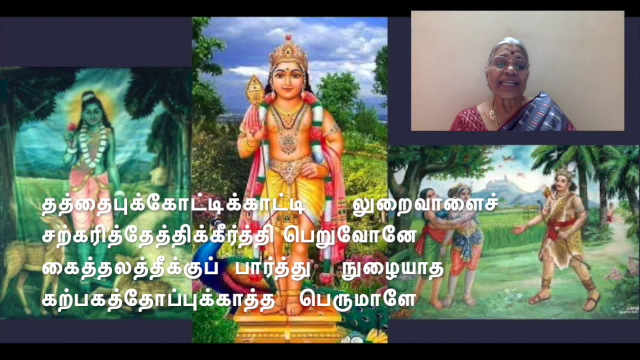 தத்தைபுக்கோட்டிக்காட்டி லுறைவாளைச்
சற்கரித்தேத்திக்கீர்த்தி பெறுவோனே
கைத்தலத்தீக்குப் பார்த்து நுழையாத
கற்பகத்தோப்புக்காத்த பெருமாளே